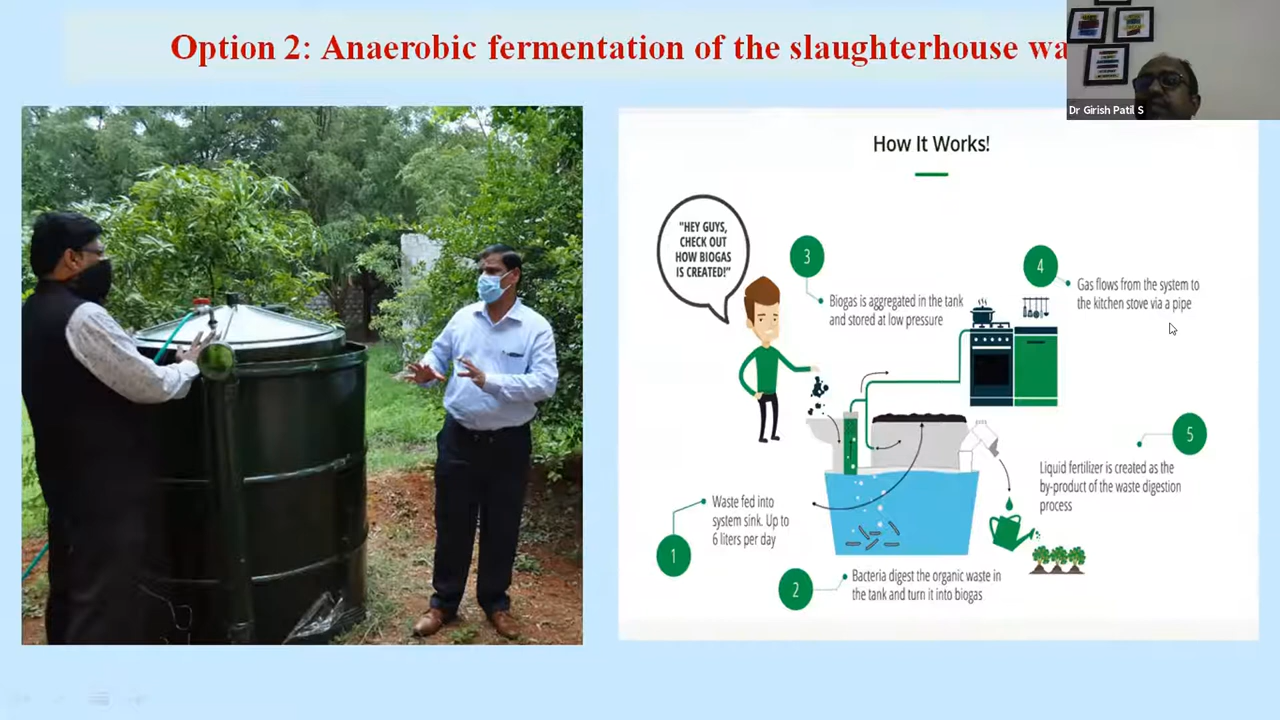 Option 2: Anaerobic fermentation of the slaughterhouse
Dr Girish Patil S
How It Works!
"HEY GUYS,
CHECK OUT
HOW BIOGAS
IS CREATED!"
3
Biogas is aggregated in the tank
and stored at low pressure
4
Gas flows from the system to
the kitchen stove via a pipe
5
Liquid fertilizer is created as the
by-product of the waste digestion
process
1
Waste fed into
system sink. Up to
6 liters per day
2
Bacteria digest the organic waste in
the tank and turn it into biogas